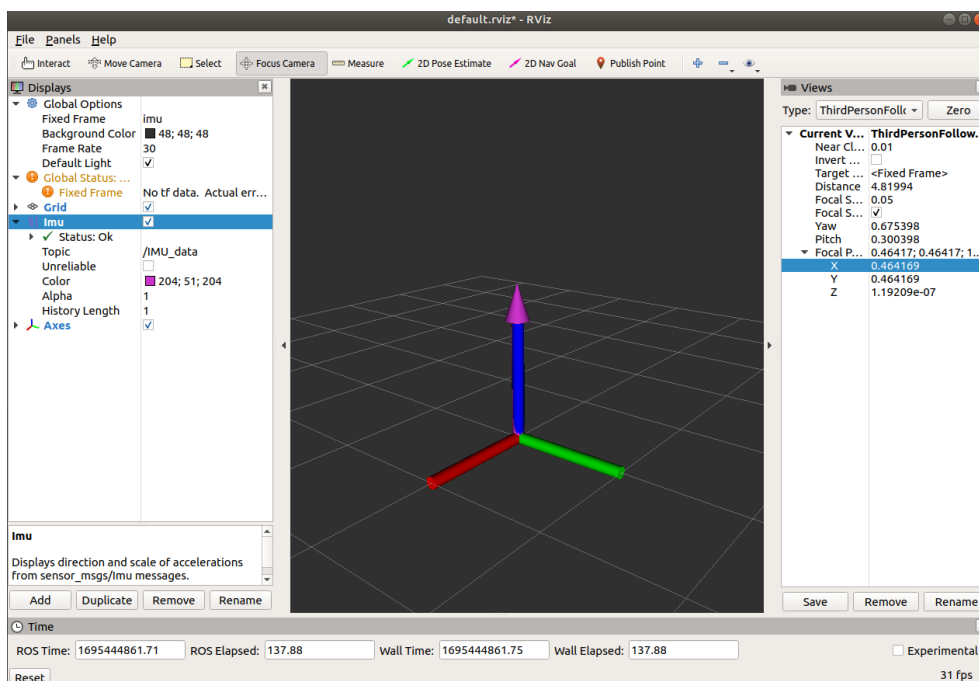 default.rviz* - RViz
File Panels Help
Interact Move Camera Select Focus Camera Measure 2D Pose Estimate 2D Nav Goal Publish Point
Displays
Global Options
Fixed Frame imu
Background Color 48; 48; 48
Frame Rate 30
Default Light
Global Status: ...
Fixed Frame No tf data. Actual err...
Grid
Imu
Status: Ok
Topic /IMU_data
Unreliable
Color 204; 51; 204
Alpha 1
History Length 1
Axes
Imu
Displays direction and scale of accelerations
from sensor_msgs/Imu messages.
Add Duplicate Remove Rename
Views
Type: ThirdPersonFollo Zero
Current V... ThirdPersonFollow.
Near Cl... 0.01
Invert ...
Target ... <Fixed Frame>
Distance 4.81994
Focal S... 0.05
Focal S...
Yaw 0.675398
Pitch 0.300398
Focal P... 0.46417; 0.46417; 1..
X 0.464169
Y 0.464169
Z 1.19209e-07
Save Remove Rename
Time
ROS Time: 1695444861.71 ROS Elapsed: 137.88 Wall Time: 1695444861.75 Wall Elapsed: 137.88 Experimental
Reset 31 fps